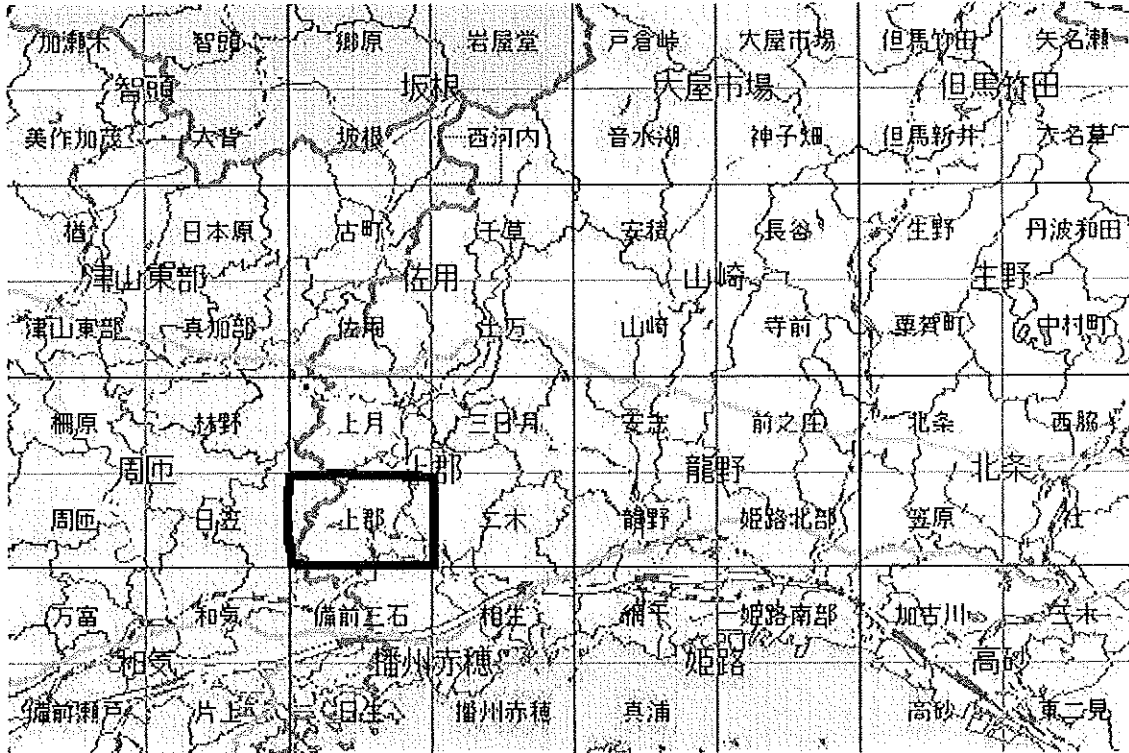 加瀬木 智頭 郷原 岩屋堂 戸倉峠 大屋市場 但馬竹田 矢名瀬
智頭 坂根 大屋市場 但馬竹田
美作加茂 大背 坂根 西河内 音水湖 神子畑 但馬新井 大名草
楢 日本原 古町 千草 安積 長谷 生野 丹波和田
津山東部 佐用 山崎 生野
津山東部 真加部 佐用 土万 山崎 寺前 粟賀町 中村町
柵原 林野 上月 三日月 安志 前之庄 北条 西脇
周匝 上郡 龍野 北条
周匝 日笠 上郡 二木 龍野 姫路北部 笠原 社
万富 和気 備前三石 相生 網干 姫路南部 加古川 三木
和気 播州赤穂 姫路 高砂
備前瀬戸 片上 日生 播州赤穂 真浦 高砂 東二見